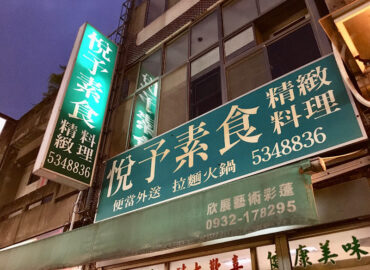 悅予素食
精緻
料理
5348836
悅予素食 精緻
料理
便當外送 拉麵火鍋 5348836
欣展藝術彩蓬
0932-178295
健康美味